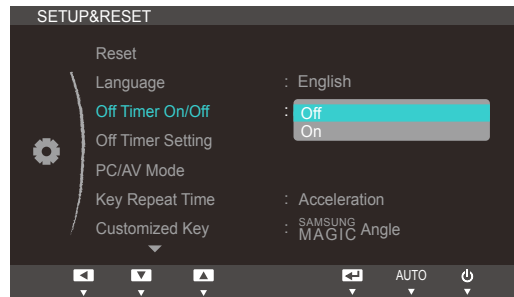 SETUP&RESET
Reset
Language : English
Off Timer On/Off : Off
On
Off Timer Setting
PC/AV Mode
Key Repeat Time : Acceleration
Customized Key : SAMSUNG MAGIC Angle
AUTO